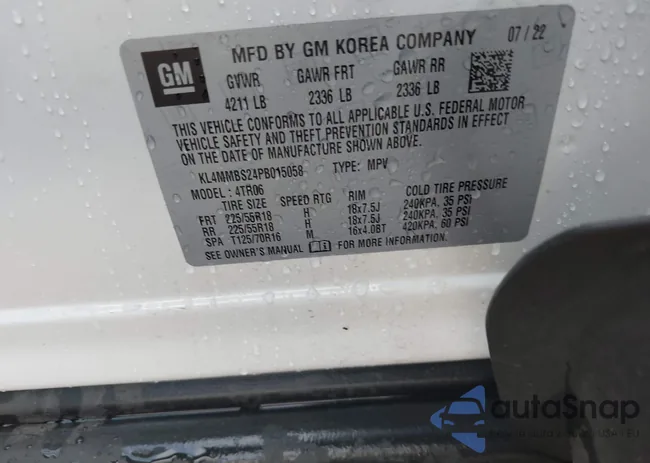 GM
MFD BY GM KOREA COMPANY 07/22
GVWR GAWR FRT GAWR RR
4211 LB 2336 LB 2336 LB
THIS VEHICLE CONFORMS TO ALL APPLICABLE U.S. FEDERAL MOTOR
VEHICLE SAFETY AND THEFT PREVENTION STANDARDS IN EFFECT
ON THE DATE OF MANUFACTURE SHOWN ABOVE.
KL4MMBS24PB015058 TYPE: MPV
MODEL: 4TR06
TIRE SIZE SPEED RTG RIM COLD TIRE PRESSURE
FRT 225/55R18 H 18x7.5J 240KPA, 35 PSI
RR 225/55R18 H 18x7.5J 240KPA, 35 PSI
SPA T125/70R16 M 16x4.0BT 420KPA, 60 PSI
SEE OWNER'S MANUAL FOR MORE INFORMATION.
autaSnap